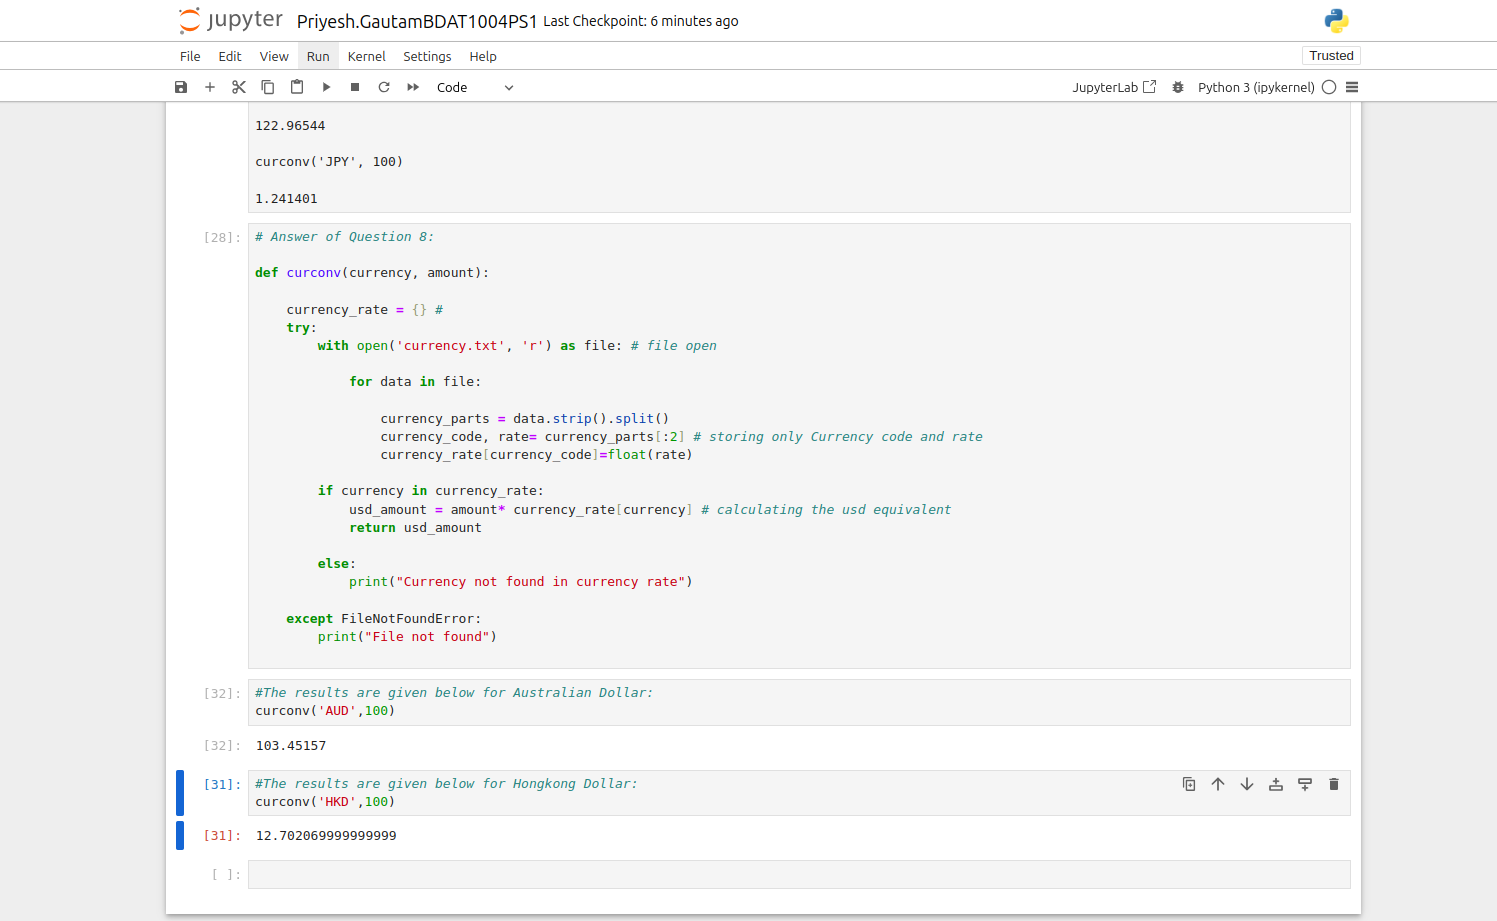 jupyter Priyesh.GautamBDAT1004PS1 Last Checkpoint: 6 minutes ago
File Edit View Run Kernel Settings Help Trusted
Code JupyterLab Python 3 (ipykernel)
122.96544
curconv('JPY', 100)
1.241401
[28]: # Answer of Question 8:
def curconv(currency, amount):
currency_rate = {} #
try:
with open('currency.txt', 'r') as file: # file open
for data in file:
currency_parts = data.strip().split()
currency_code, rate= currency_parts[:2] # storing only Currency code and rate
currency_rate[currency_code]=float(rate)
if currency in currency_rate:
usd_amount = amount* currency_rate[currency] # calculating the usd equivalent
return usd_amount
else:
print("Currency not found in currency rate")
except FileNotFoundError:
print("File not found")
[32]: #The results are given below for Australian Dollar:
curconv('AUD',100)
[32]: 103.45157
[31]: #The results are given below for Hongkong Dollar:
curconv('HKD',100)
[31]: 12.702069999999999
[ ]: